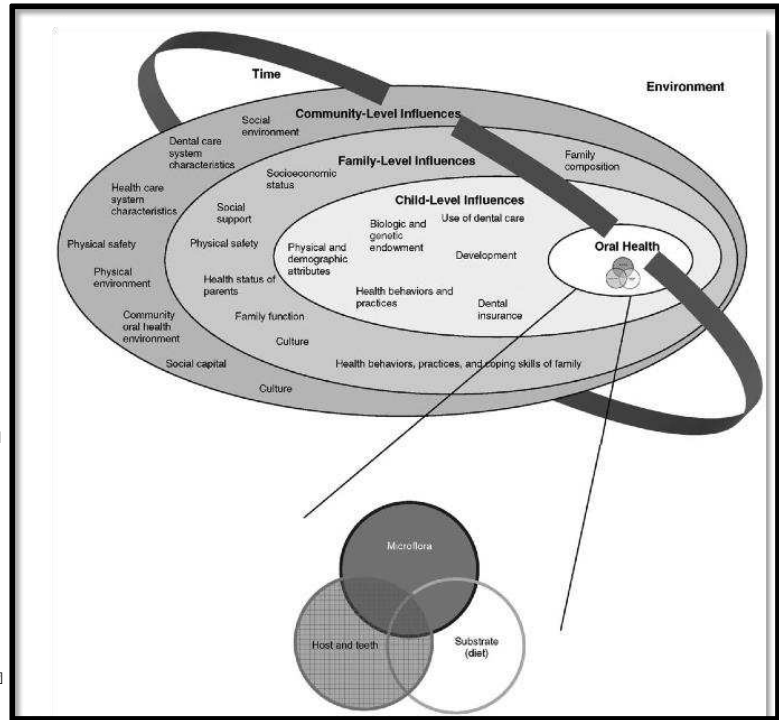 Time
Environment
Community-Level Influences
Social
environment
Dental care
system
characteristics
Health care
system
characteristics
Physical safety
Physical
environment
Community
oral health
environment
Social capital
Culture
Family-Level Influences
Family
composition
Socioeconomic
status
Social
support
Physical safety
Health status of
parents
Family function
Culture
Health behaviors, practices, and coping skills of family
Child-Level Influences
Biologic and
genetic
endowment
Use of dental care
Physical and
demographic
attributes
Development
Health behaviors and
practices
Dental
insurance
Oral Health
Microflora
Host and teeth
Substrate
(diet)